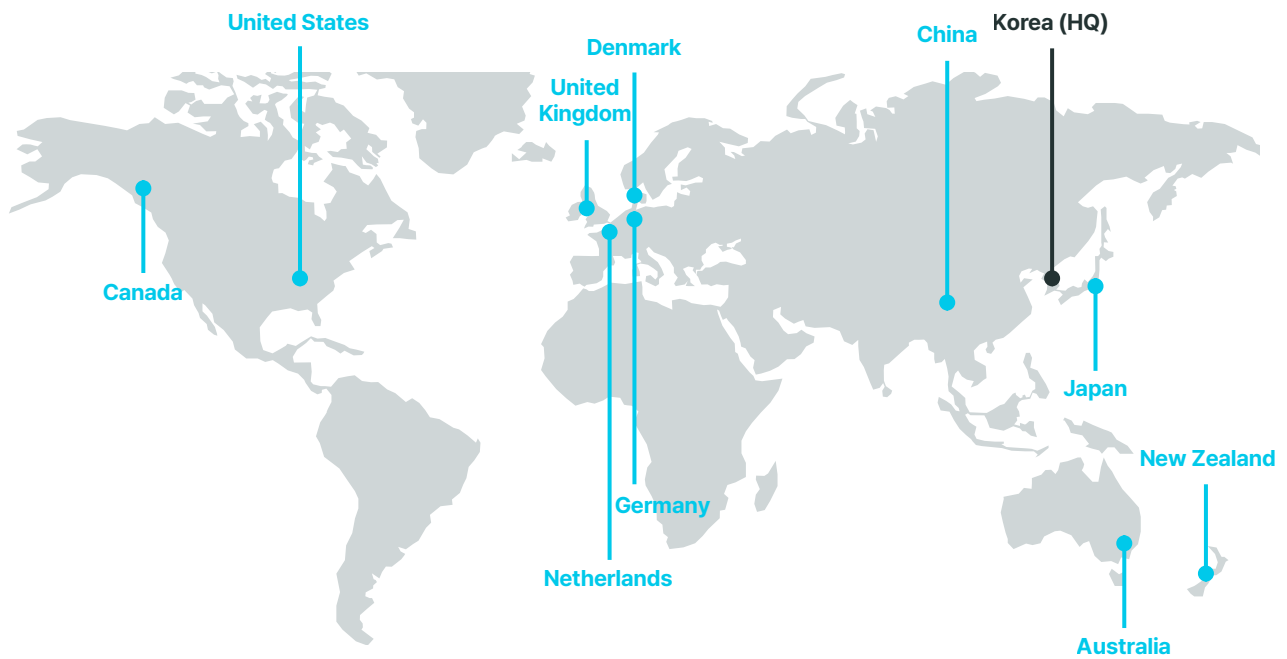 United States
Korea (HQ)
China
Denmark
United
Kingdom
Canada
Japan
New Zealand
Germany
Netherlands
Australia